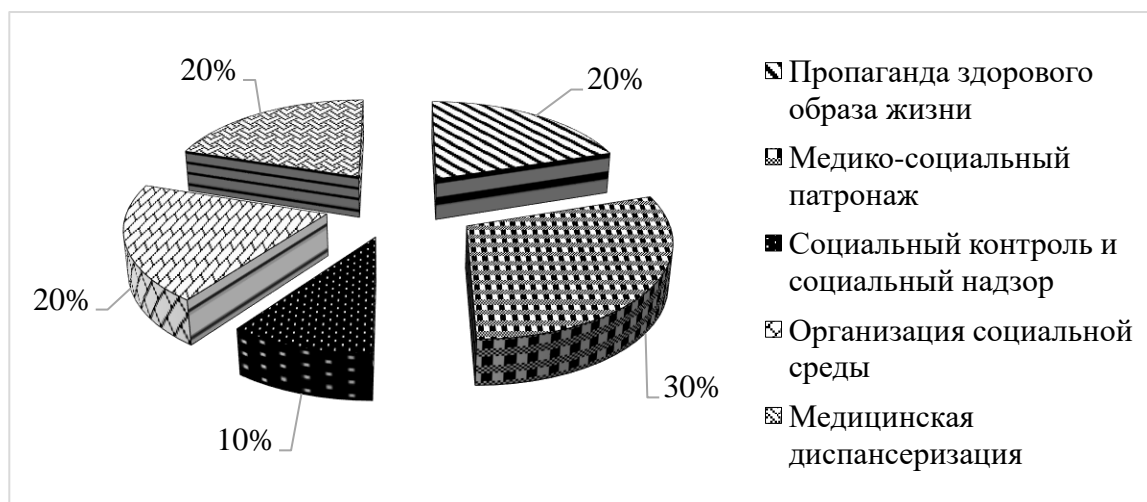 20%
20%
20%
10%
30%
Пропаганда здорового
образа жизни
Медико-социальный
патронаж
Социальный контроль и
социальный надзор
Организация социальной
среды
Медицинская
диспансеризация